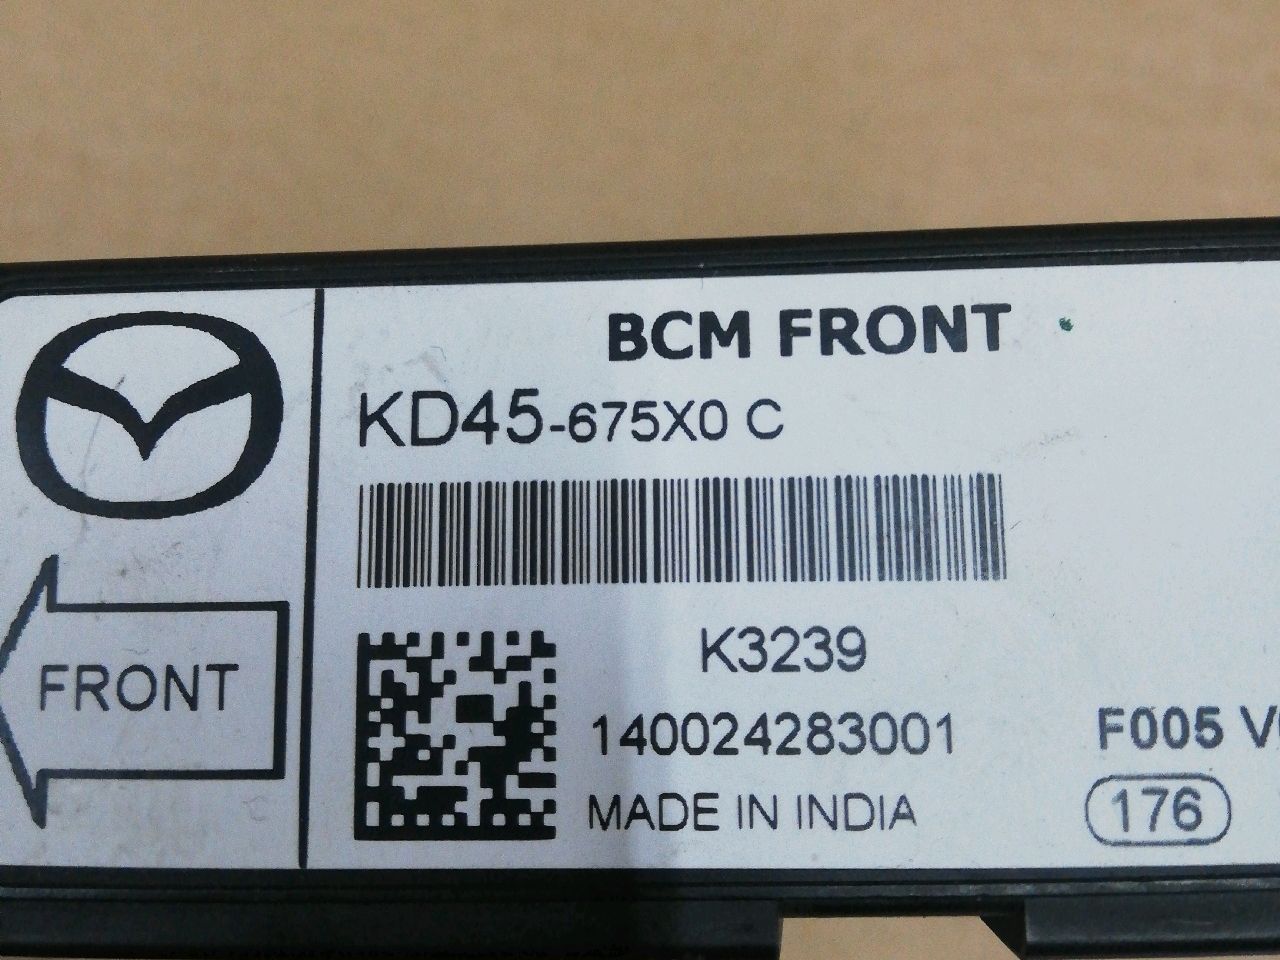 BCM FRONT
KD45-675X0 C
FRONT
K3239
140024283001
F005
MADE IN INDIA
176